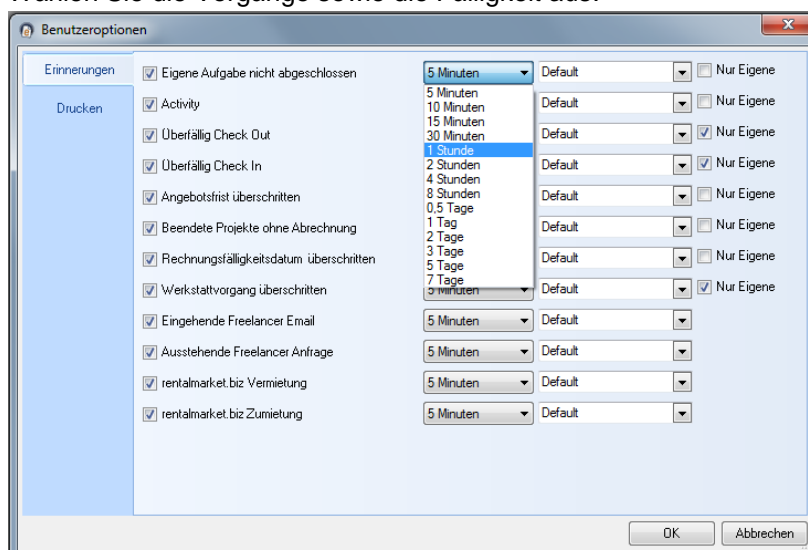 Wählen Sie die Vorgänge sowie die Fälligkeit aus.
Benutzeroptionen
Erinnerungen
Drucken
Eigene Aufgabe nicht abgeschlossen 5 Minuten Default Nur Eigene
5 Minuten
10 Minuten
15 Minuten
30 Minuten
1 Stunde
2 Stunden
4 Stunden
8 Stunden
0,5 Tage
1 Tag
2 Tage
3 Tage
5 Tage
7 Tage
Activity Default Nur Eigene
Überfällig Check Out Default Nur Eigene
Überfällig Check In Default Nur Eigene
Angebotsfrist überschritten Default Nur Eigene
Beendete Projekte ohne Abrechnung Default Nur Eigene
Rechnungsfälligkeitsdatum überschritten Default Nur Eigene
Werkstattvorgang überschritten 5 Minuten Default Nur Eigene
Eingehende Freelancer Email 5 Minuten Default
Ausstehende Freelancer Anfrage 5 Minuten Default
rentalmarket.biz Vermietung 5 Minuten Default
rentalmarket.biz Zumietung 5 Minuten Default
OK Abbrechen